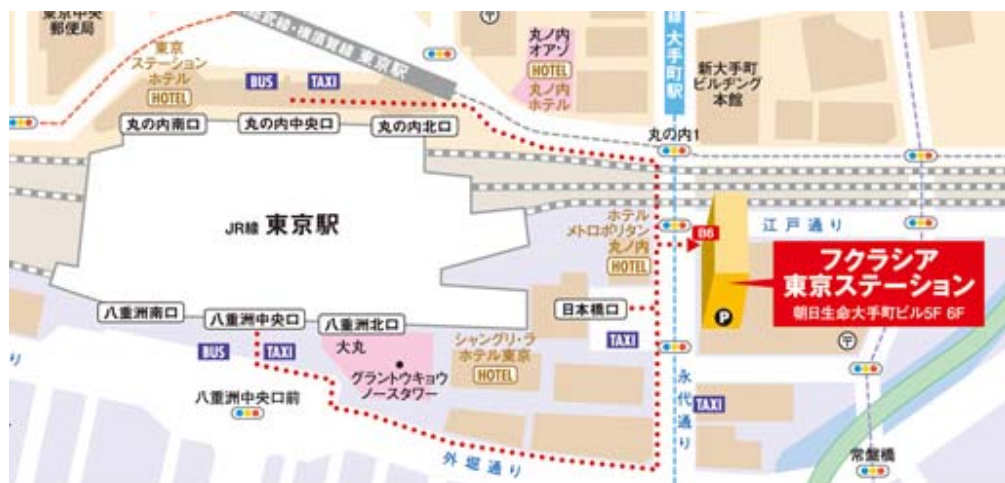 東京中央
郵便局
東京
ステーション
ホテル
HOTEL
BUS
TAXI
総武線・横須賀線 東京駅
〒
丸ノ内
オアゾ
HOTEL
丸ノ内
ホテル
線 大手町駅
新大手町
ビルヂング
本館
丸の内南口
丸の内中央口
丸の内北口
丸の内1
JR線 東京駅
ホテル
メトロポリタン
丸ノ内
HOTEL
B6
江戸通り
フクラシア
東京ステーション
朝日生命大手町ビル5F 6F
P
〒
八重洲南口
八重洲中央口
八重洲北口
日本橋口
BUS
TAXI
大丸
グラントウキョウ
ノースタワー
シャングリ・ラ
ホテル東京
HOTEL
TAXI
八重洲中央口前
外堀通り
永代通り
TAXI
常盤橋